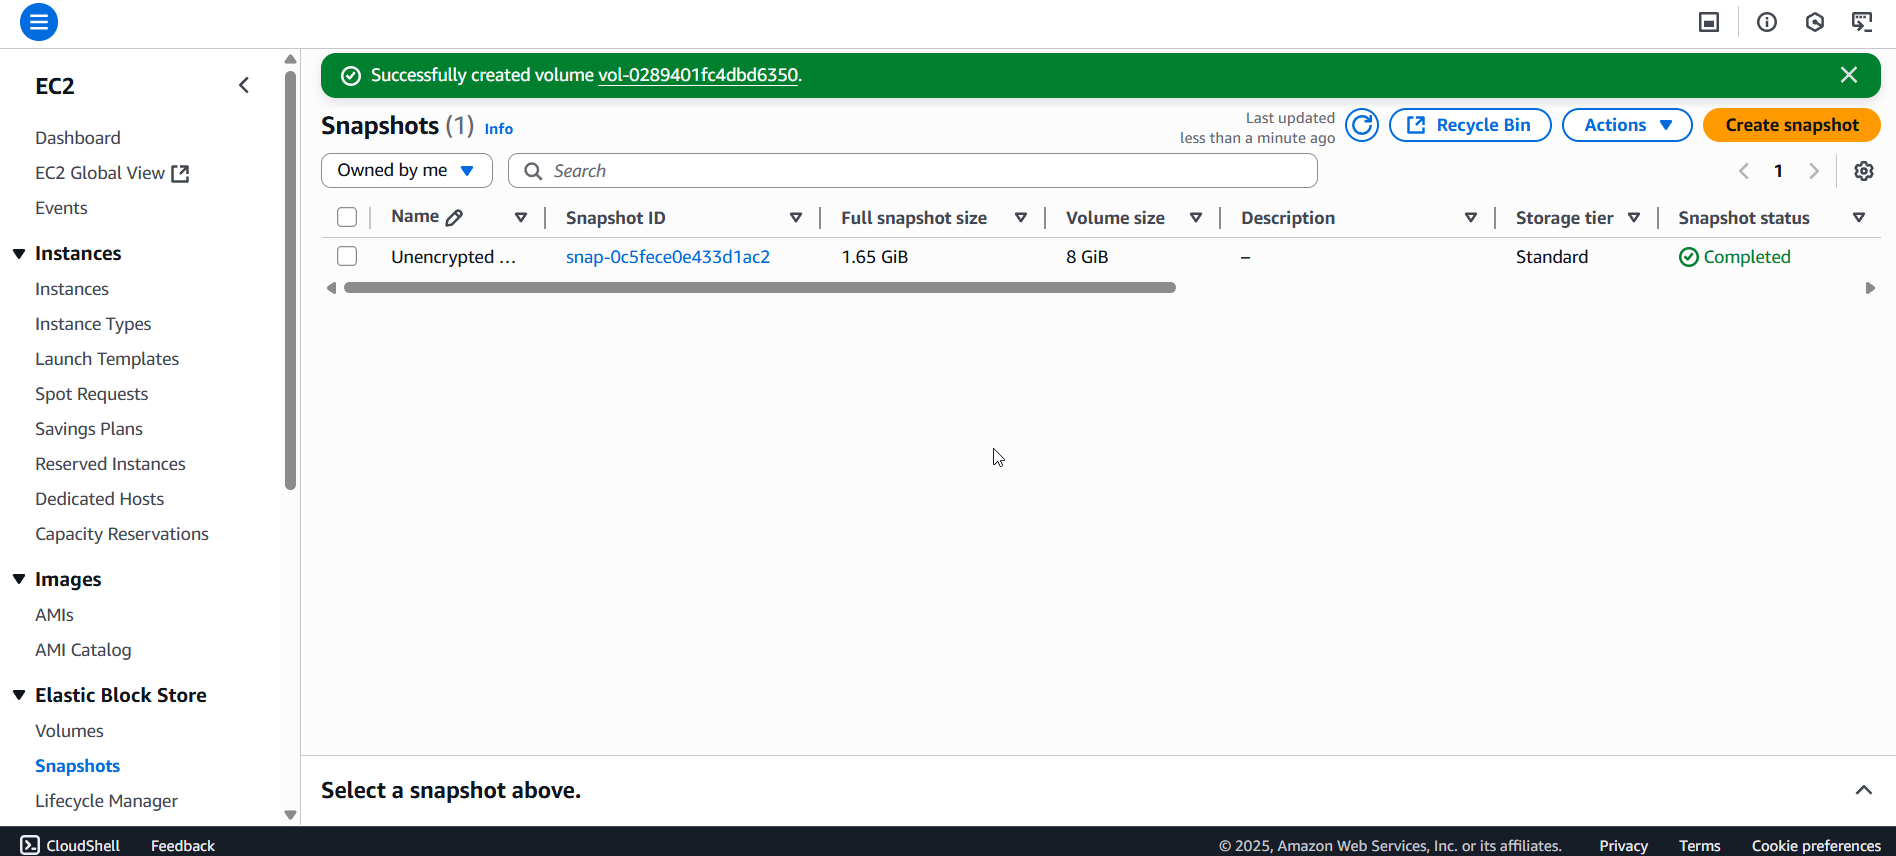 Successfully created volume vol-0289401fc4dbd6350.
EC2
Dashboard
EC2 Global View
Events
Instances
Instances
Instance Types
Launch Templates
Spot Requests
Savings Plans
Reserved Instances
Dedicated Hosts
Capacity Reservations
Images
AMIs
AMI Catalog
Elastic Block Store
Volumes
Snapshots
Lifecycle Manager
Snapshots (1) Info
Last updated
less than a minute ago
Recycle Bin
Actions
Create snapshot
Owned by me
Search
1
Name Snapshot ID Full snapshot size Volume size Description Storage tier Snapshot status
Unencrypted ... snap-0c5fece0e433d1ac2 1.65 GiB 8 GiB – Standard Completed
Select a snapshot above.
CloudShell Feedback © 2025, Amazon Web Services, Inc. or its affiliates. Privacy Terms Cookie preferences